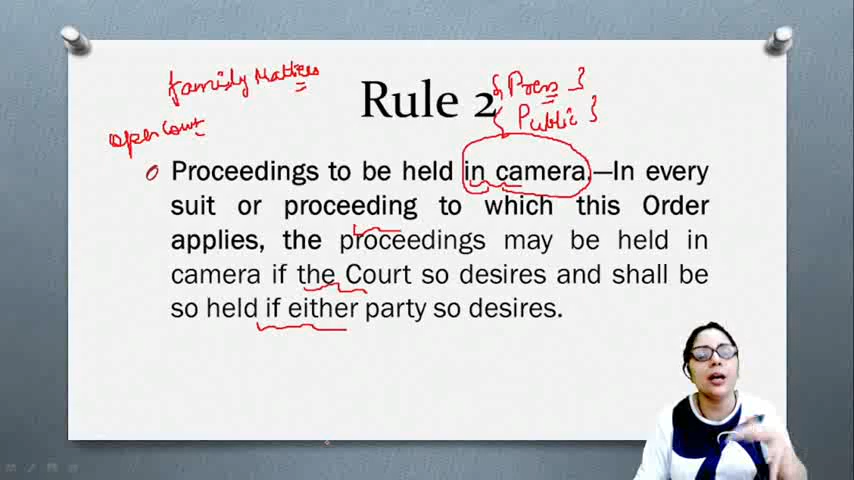 family Matters
Rule 2
Press
Public
open Court
Proceedings to be held in camera.—In every
suit or proceeding to which this Order
applies, the proceedings may be held in
camera if the Court so desires and shall be
so held if either party so desires.